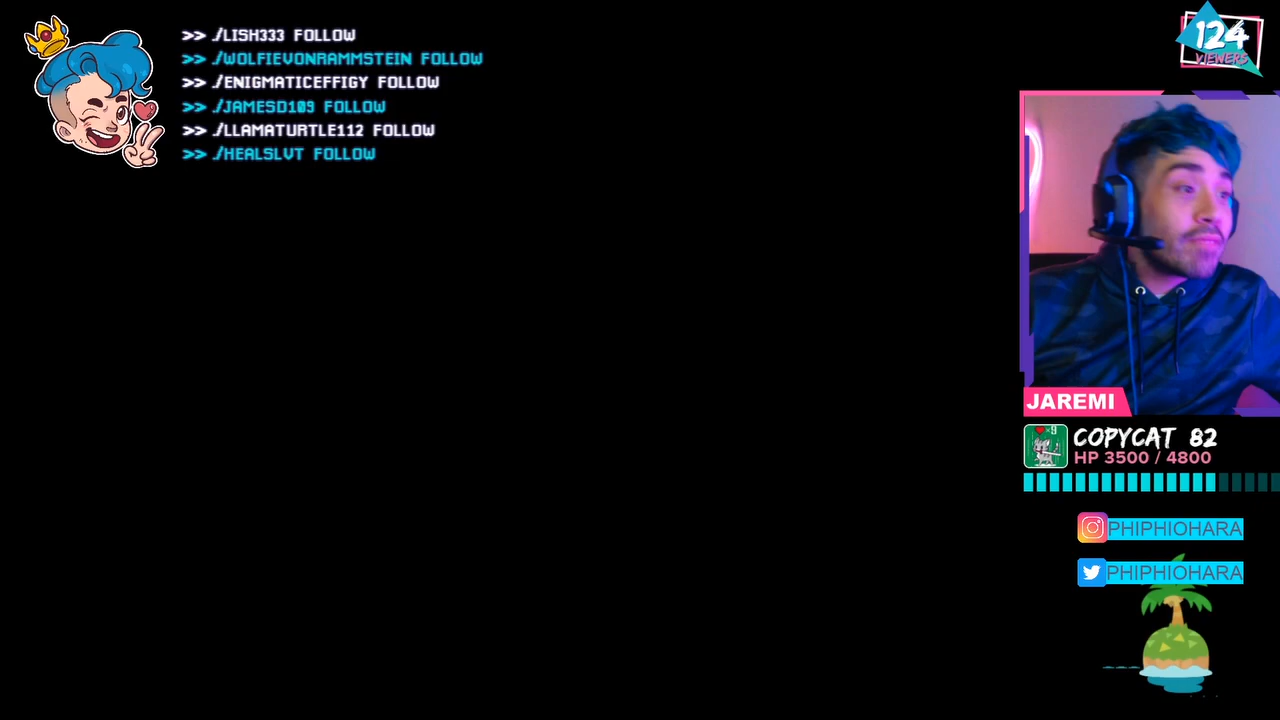 >> ./LISH333 FOLLOW
>> ./WOLFIEVONRAMMSTEIN FOLLOW
>> ./ENIGMATICEFFIGY FOLLOW
>> ./JAMESD109 FOLLOW
>> ./LLAMATURTLE112 FOLLOW
>> ./HEALSLVT FOLLOW
124
VIEWERS
JAREMI
COPYCAT 82
HP 3500 / 4800
PHIPHIOHARA
PHIPHIOHARA